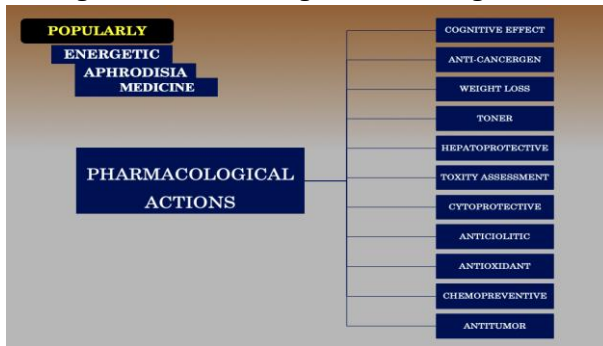 POPULARLY
ENERGETIC
APHRODISIA
MEDICINE
PHARMACOLOGICAL
ACTIONS
COGNITIVE EFFECT
ANTI-CANCERGEN
WEIGHT LOSS
TONER
HEPATOPROTECTIVE
TOXITY ASSESSMENT
CYTOPROTECTIVE
ANTICIOLITIC
ANTIOXIDANT
CHEMOPREVENTIVE
ANTITUMOR